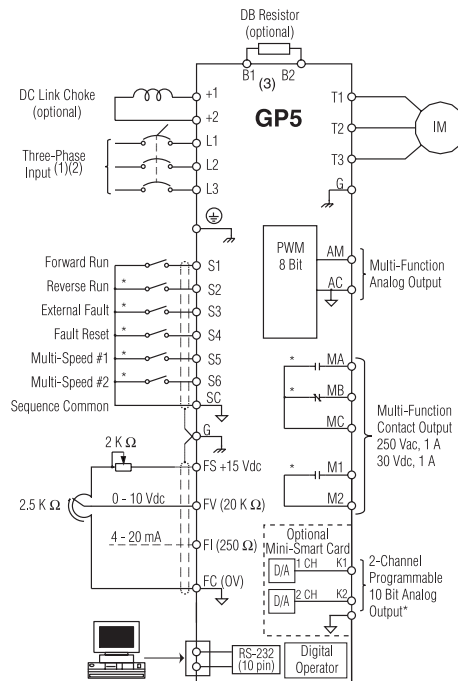 DB Resistor
(optional)
B1 B2
(3)
GP5
DC Link Choke
(optional)
+1
+2
Three-Phase
Input (1)(2)
L1
L2
L3
T1
T2
T3
IM
G
PWM
8 Bit
AM
AC
Multi-Function
Analog Output
Forward Run
S1
Reverse Run
*
S2
External Fault
*
S3
Fault Reset
*
S4
Multi-Speed #1
*
S5
Multi-Speed #2
*
S6
Sequence Common
SC
G
* MA
* MB
MC
* M1
M2
Multi-Function
Contact Output
250 Vac, 1 A
30 Vdc, 1 A
2 K Ω
FS +15 Vdc
2.5 K Ω
0 - 10 Vdc
FV (20 K Ω)
4 - 20 mA
FI (250 Ω)
FC (0V)
Optional
Mini-Smart Card
D/A 1 CH K1
D/A 2 CH K2
2-Channel
Programmable
10 Bit Analog
Output*
RS-232
(10 pin)
Digital
Operator